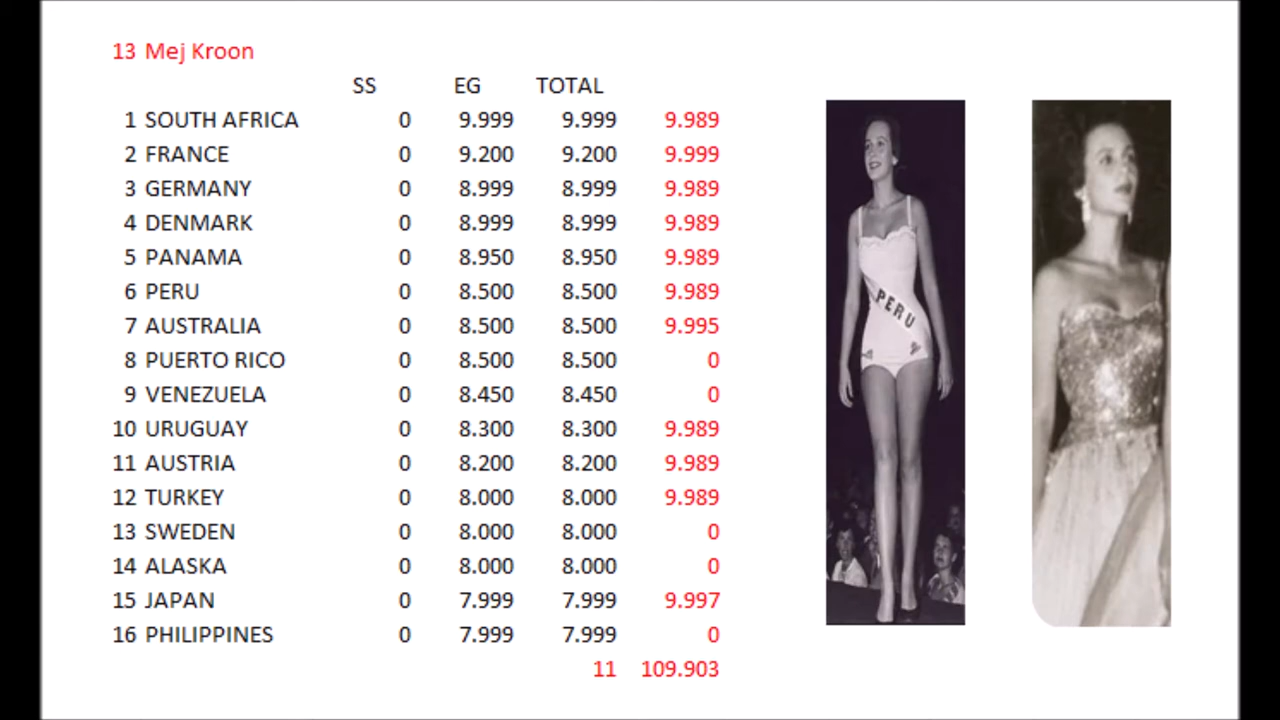 13 Mej Kroon
SS EG TOTAL
1 SOUTH AFRICA 0 9.999 9.999 9.989
2 FRANCE 0 9.200 9.200 9.999
3 GERMANY 0 8.999 8.999 9.989
4 DENMARK 0 8.999 8.999 9.989
5 PANAMA 0 8.950 8.950 9.989
6 PERU 0 8.500 8.500 9.989
7 AUSTRALIA 0 8.500 8.500 9.995
8 PUERTO RICO 0 8.500 8.500 0
9 VENEZUELA 0 8.450 8.450 0
10 URUGUAY 0 8.300 8.300 9.989
11 AUSTRIA 0 8.200 8.200 9.989
12 TURKEY 0 8.000 8.000 9.989
13 SWEDEN 0 8.000 8.000 0
14 ALASKA 0 8.000 8.000 0
15 JAPAN 0 7.999 7.999 9.997
16 PHILIPPINES 0 7.999 7.999 0
11 109.903
PERU